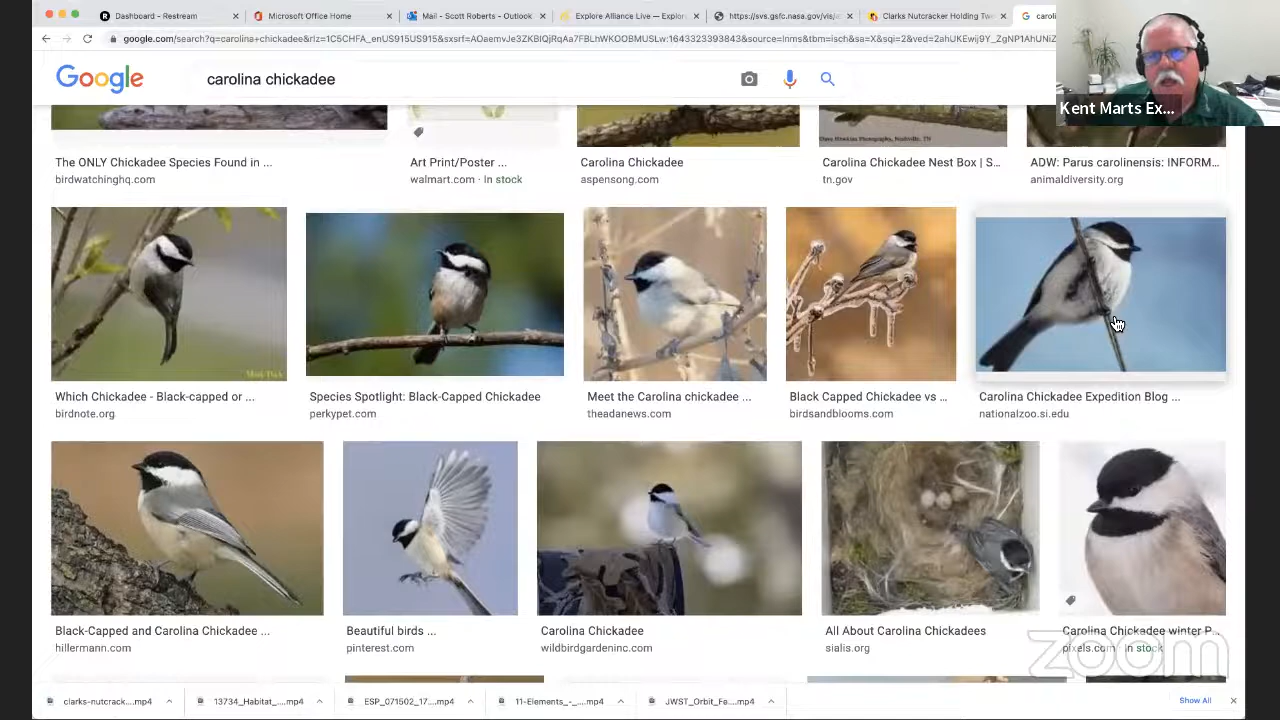 Dashboard - Restream
Microsoft Office Home
Mail - Scott Roberts - Outlook
Explore Alliance Live — Explor
https://svs.gsfc.nasa.gov/vis/
Clarks Nutcracker Holding Tw
caroli
Kent Marts Ex...
Google
carolina chickadee
The ONLY Chickadee Species Found in ...
birdwatchinghq.com
Art Print/Poster ...
walmart.com · In stock
Carolina Chickadee
aspensong.com
Carolina Chickadee Nest Box | S...
tn.gov
ADW: Parus carolinensis: INFORM...
animaldiversity.org
Which Chickadee - Black-capped or ...
birdnote.org
Species Spotlight: Black-Capped Chickadee
perkypet.com
Meet the Carolina chickadee ...
theadanews.com
Black Capped Chickadee vs ...
birdsandblooms.com
Carolina Chickadee Expedition Blog ...
nationalzoo.si.edu
Black-Capped and Carolina Chickadee ...
hillermann.com
Beautiful birds ...
pinterest.com
Carolina Chickadee
wildbirdgardeninc.com
All About Carolina Chickadees
sialis.org
Carolina Chickadee winter P...
pixels.com · In stock
zoom
clarks-nutcrack....mp4
13734_Habitat_....mp4
ESP_071502_17....mp4
11-Elements_-_....mp4
JWST_Orbit_Fe....mp4
Show All